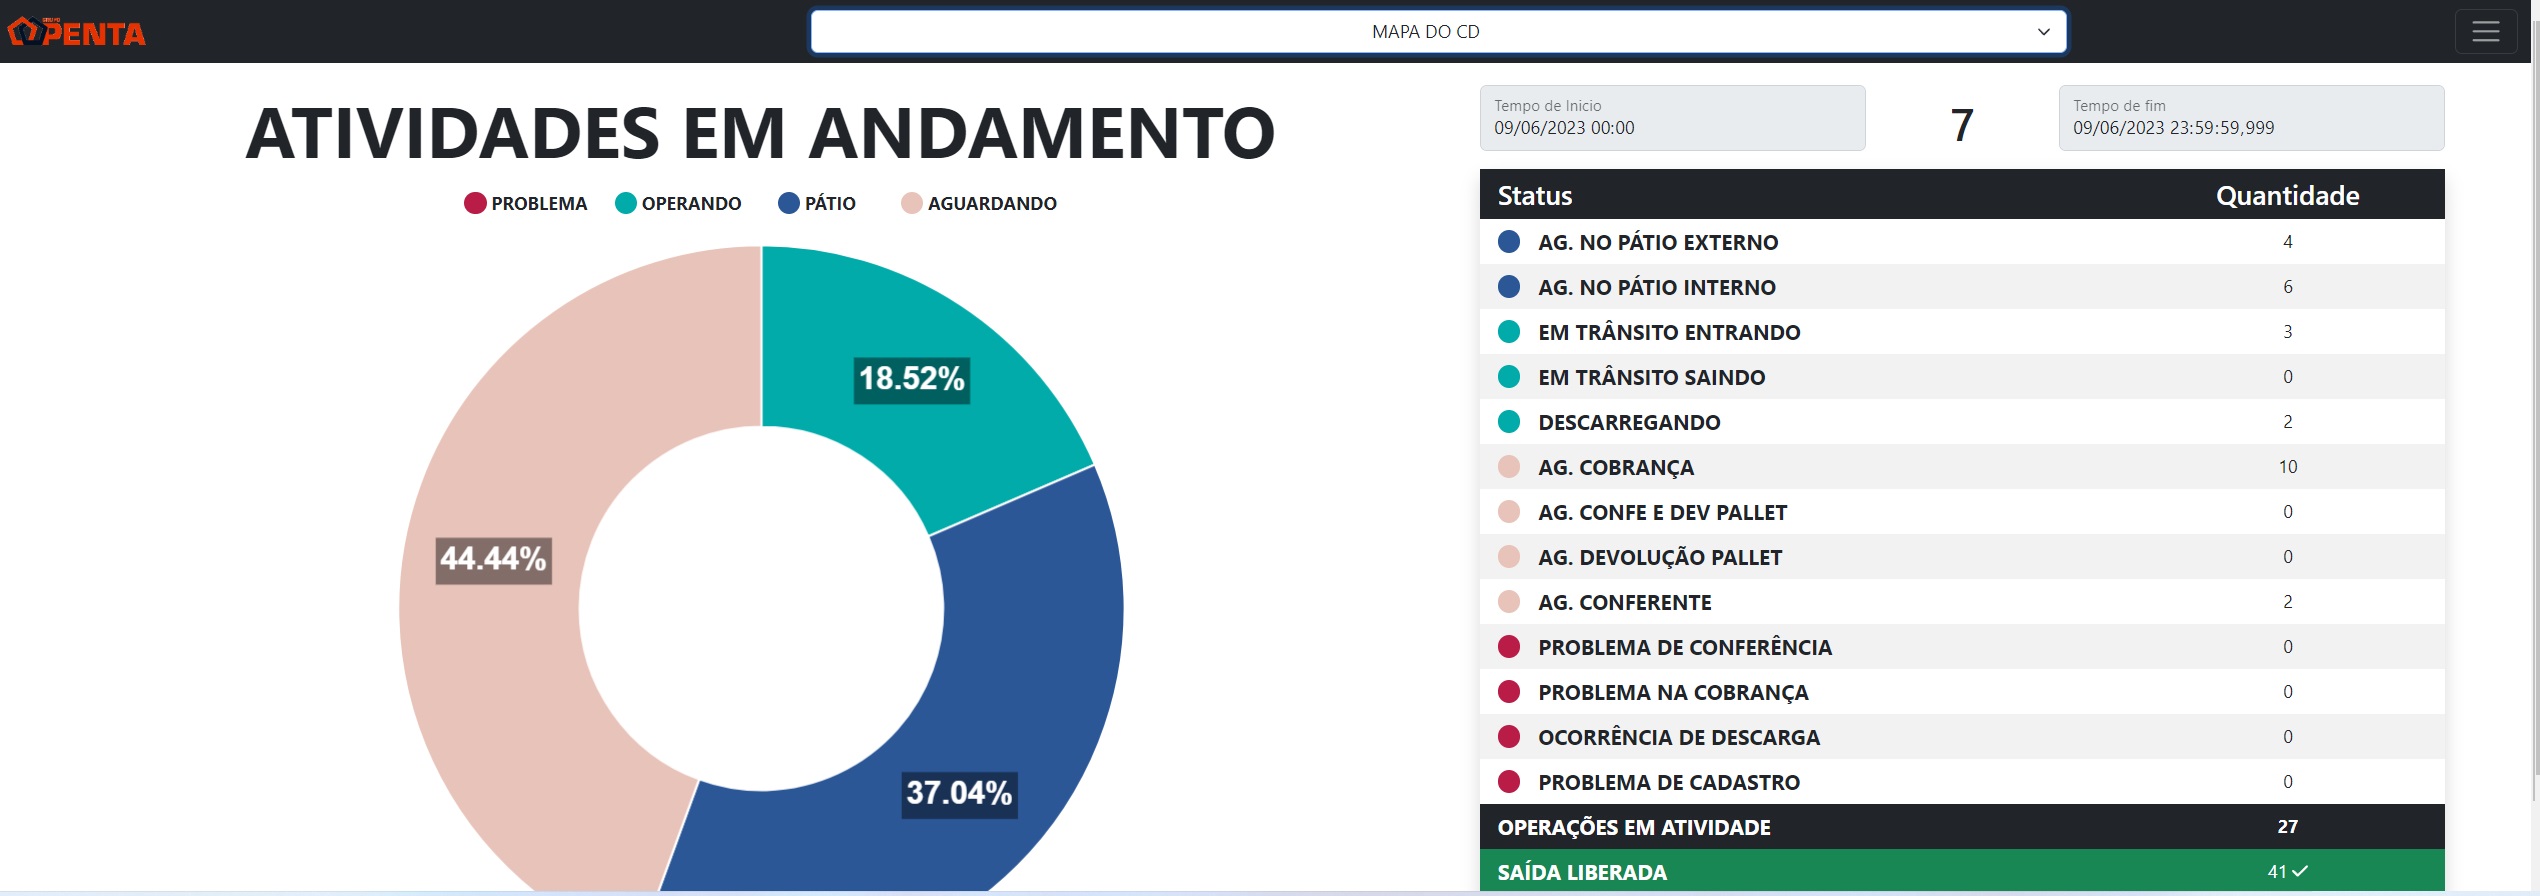 GRUPO
PENTA
MAPA DO CD
ATIVIDADES EM ANDAMENTO
PROBLEMA OPERANDO PÁTIO AGUARDANDO
18.52%
44.44%
37.04%
Tempo de Inicio
09/06/2023 00:00
7
Tempo de fim
09/06/2023 23:59:59,999
Status Quantidade
AG. NO PÁTIO EXTERNO 4
AG. NO PÁTIO INTERNO 6
EM TRÂNSITO ENTRANDO 3
EM TRÂNSITO SAINDO 0
DESCARREGANDO 2
AG. COBRANÇA 10
AG. CONFE E DEV PALLET 0
AG. DEVOLUÇÃO PALLET 0
AG. CONFERENTE 2
PROBLEMA DE CONFERÊNCIA 0
PROBLEMA NA COBRANÇA 0
OCORRÊNCIA DE DESCARGA 0
PROBLEMA DE CADASTRO 0
OPERAÇÕES EM ATIVIDADE 27
SAÍDA LIBERADA 41